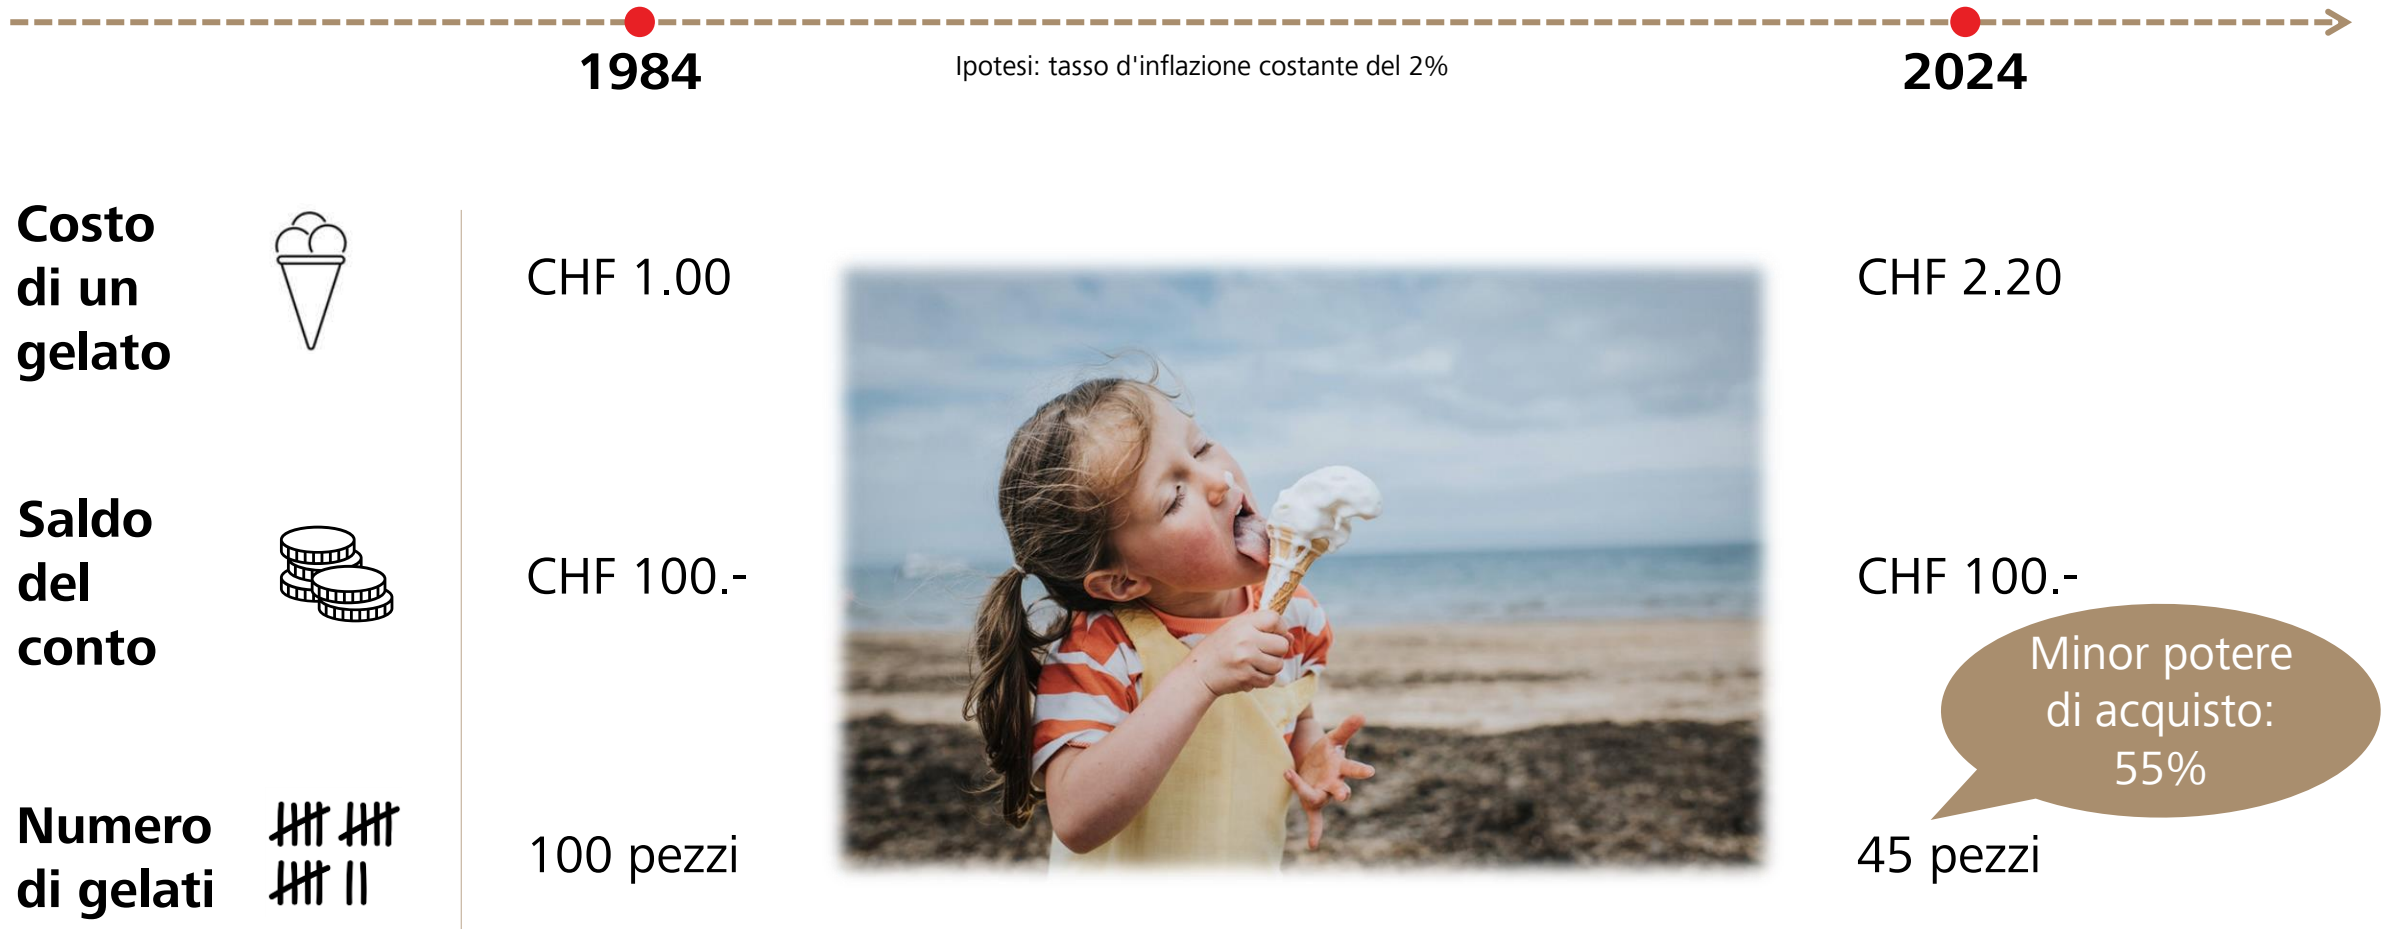 1984
Ipotesi: tasso d'inflazione costante del 2%
2024
Costo
di un
gelato
CHF 1.00
CHF 2.20
Saldo
del
conto
CHF 100.-
CHF 100.-
Minor potere
di acquisto:
55%
Numero
di gelati
100 pezzi
45 pezzi